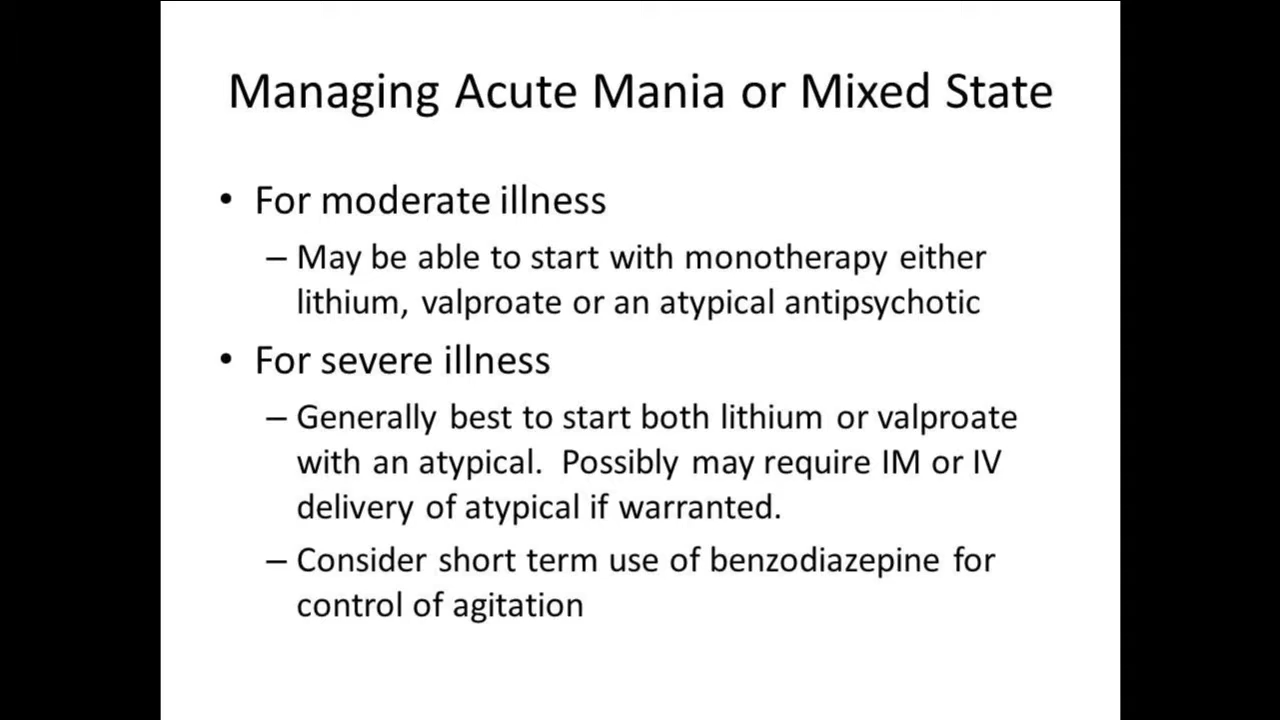 Managing Acute Mania or Mixed State
• For moderate illness
– May be able to start with monotherapy either
lithium, valproate or an atypical antipsychotic
• For severe illness
– Generally best to start both lithium or valproate
with an atypical.  Possibly may require IM or IV
delivery of atypical if warranted.
– Consider short term use of benzodiazepine for
control of agitation